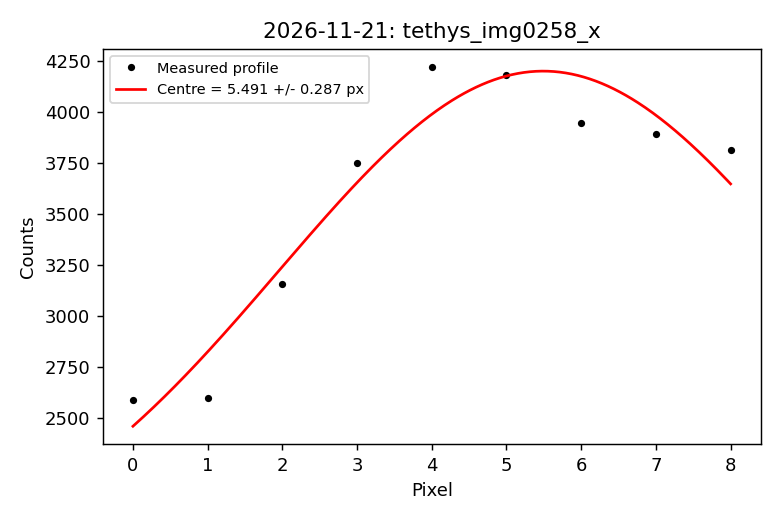 2026-11-21: tethys_img0258_x
Measured profile
Centre = 5.491 +/- 0.287 px
Counts
4250
4000
3750
3500
3250
3000
2750
2500
0 1 2 3 4 5 6 7 8
Pixel